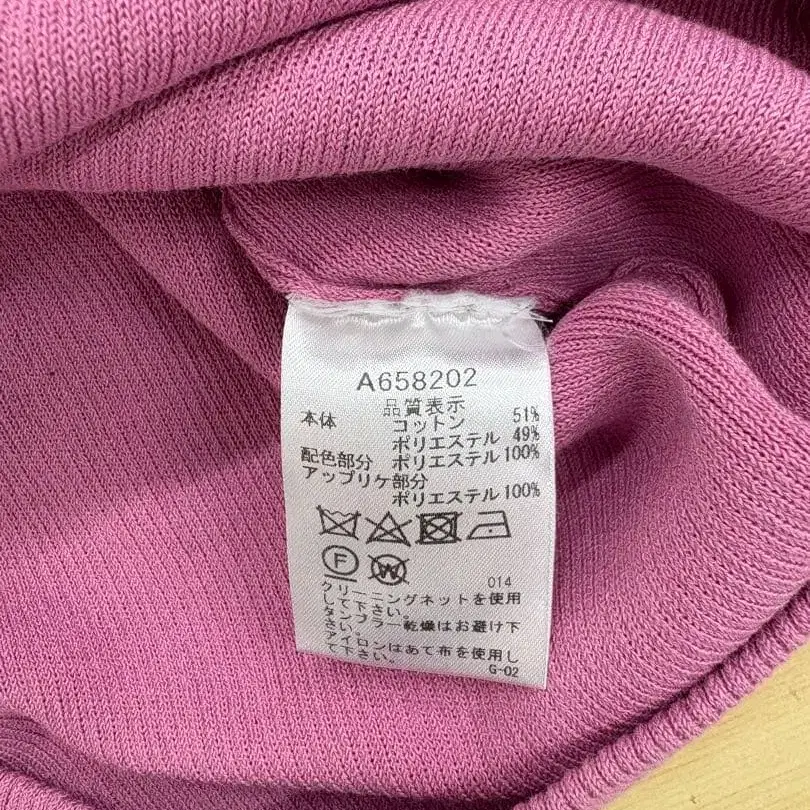 A658202
品質表示
本体 コットン 51%
ポリエステル 49%
配色部分 ポリエステル 100%
アップリケ部分
ポリエステル 100%
F W
014
クリーニングネットを使用
して下さい。
タンブラー乾燥はお避け下
さい。
アイロンはあて布を使用し
て下さい。
G-02